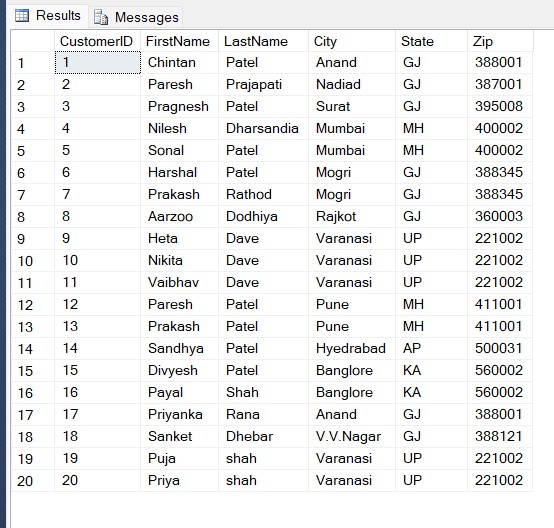 Results Messages
CustomerID FirstName LastName City State Zip
1 1 Chintan Patel Anand GJ 388001
2 2 Paresh Prajapati Nadiad GJ 387001
3 3 Pragnesh Patel Surat GJ 395008
4 4 Nilesh Dharsandia Mumbai MH 400002
5 5 Sonal Patel Mumbai MH 400002
6 6 Harshal Patel Mogri GJ 388345
7 7 Prakash Rathod Mogri GJ 388345
8 8 Aarzoo Dodhiya Rajkot GJ 360003
9 9 Heta Dave Varanasi UP 221002
10 10 Nikita Dave Varanasi UP 221002
11 11 Vaibhav Dave Varanasi UP 221002
12 12 Paresh Patel Pune MH 411001
13 13 Prakash Patel Pune MH 411001
14 14 Sandhya Patel Hyedrabad AP 500031
15 15 Divyesh Patel Banglore KA 560002
16 16 Payal Shah Banglore KA 560002
17 17 Priyanka Rana Anand GJ 388001
18 18 Sanket Dhebar V.V.Nagar GJ 388121
19 19 Puja shah Varanasi UP 221002
20 20 Priya shah Varanasi UP 221002